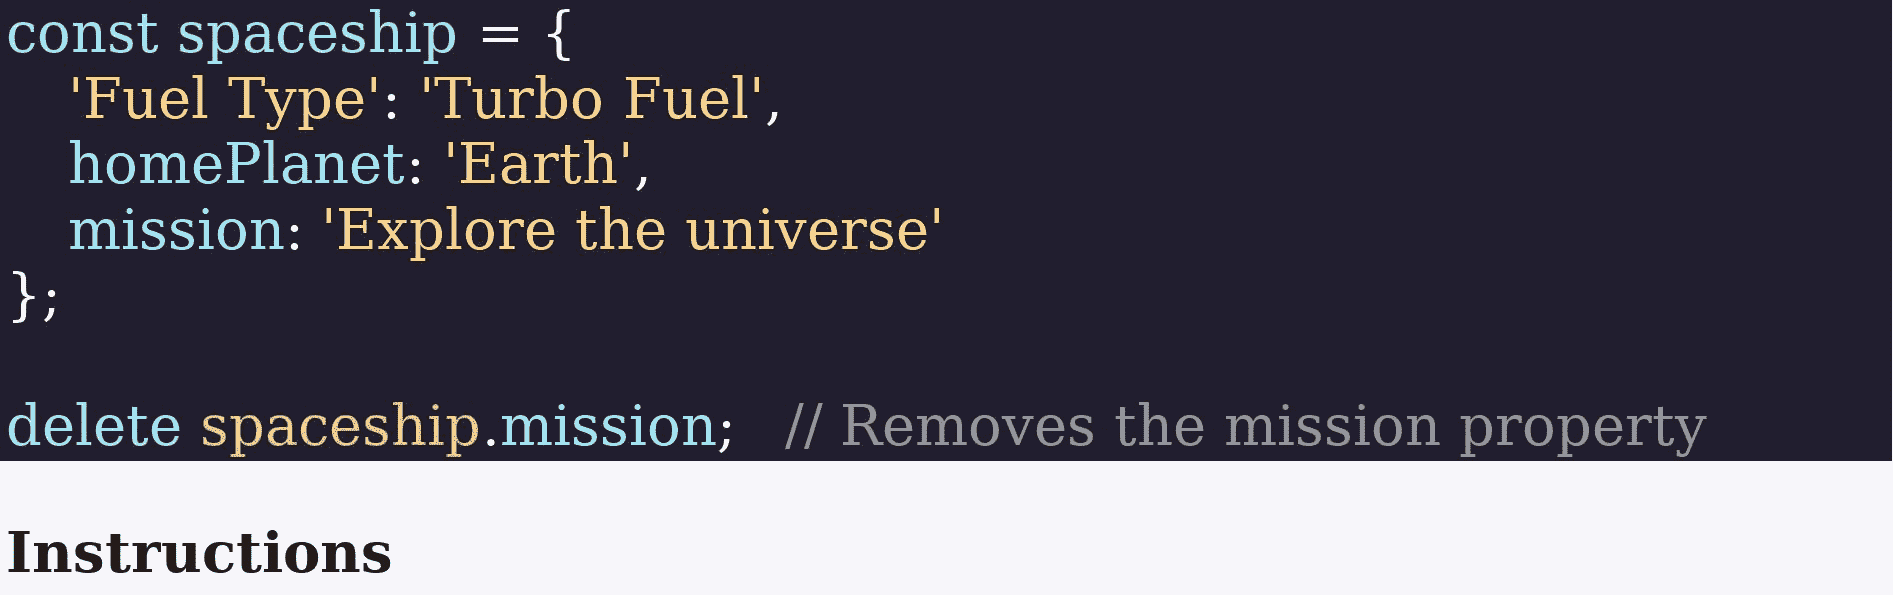 const spaceship = {
'Fuel Type': 'Turbo Fuel',
homePlanet: 'Earth',
mission: 'Explore the universe'
};
delete spaceship.mission; // Removes the mission property
Instructions